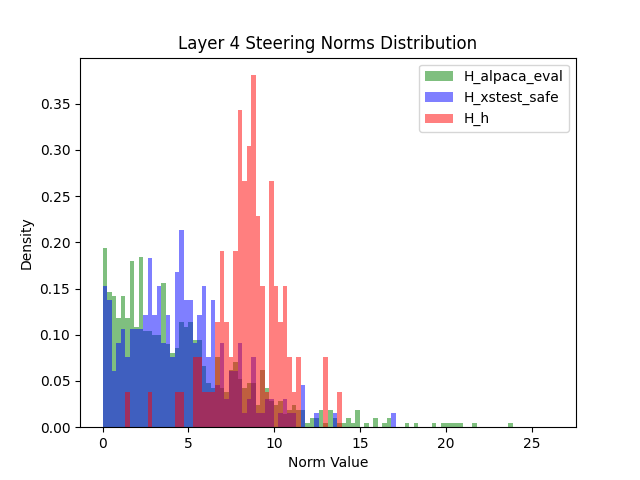 Layer 4 Steering Norms Distribution
H_alpaca_eval
H_xstest_safe
H_h
Density
0.35
0.30
0.25
0.20
0.15
0.10
0.05
0.00
0 5 10 15 20 25
Norm Value